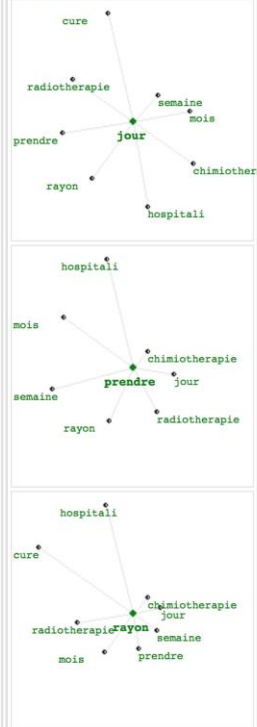 cure
radiotherapie
semaine
mois
prendre
jour
chimiother
rayon
hospitali
hospitali
mois
chimiotherapie
prendre
jour
semaine
radiotherapie
rayon
hospitali
cure
chimiotherapie
jour
radiotherapie
rayon
semaine
mois
prendre